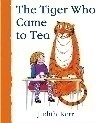 The Tiger Who
Came to Tea
Judith Kerr